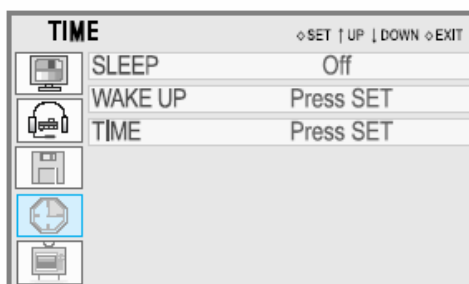 TIME ◇SET ↑UP ↓DOWN ◇EXIT
SLEEP Off
WAKE UP Press SET
TIME Press SET